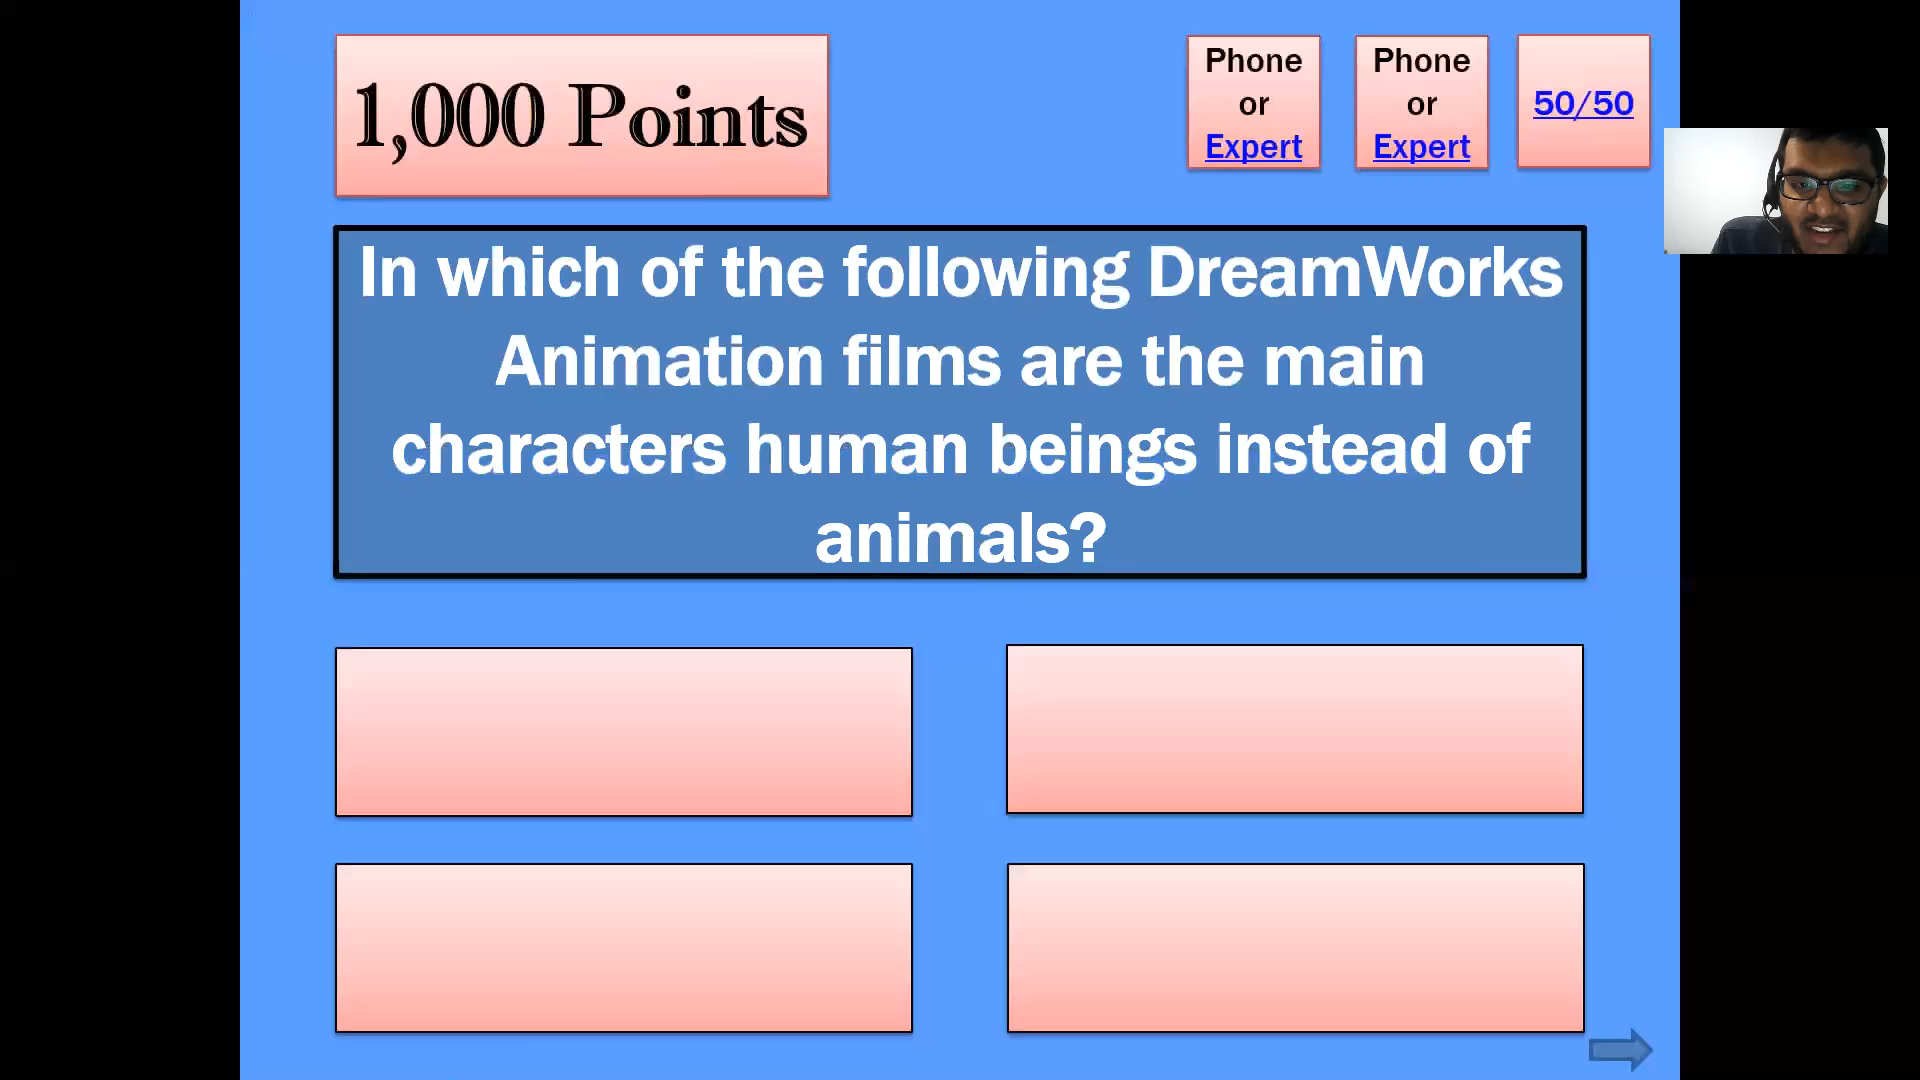 1,000 Points
Phone
or
Expert
Phone
or
Expert
50/50
In which of the following DreamWorks
Animation films are the main
characters human beings instead of
animals?